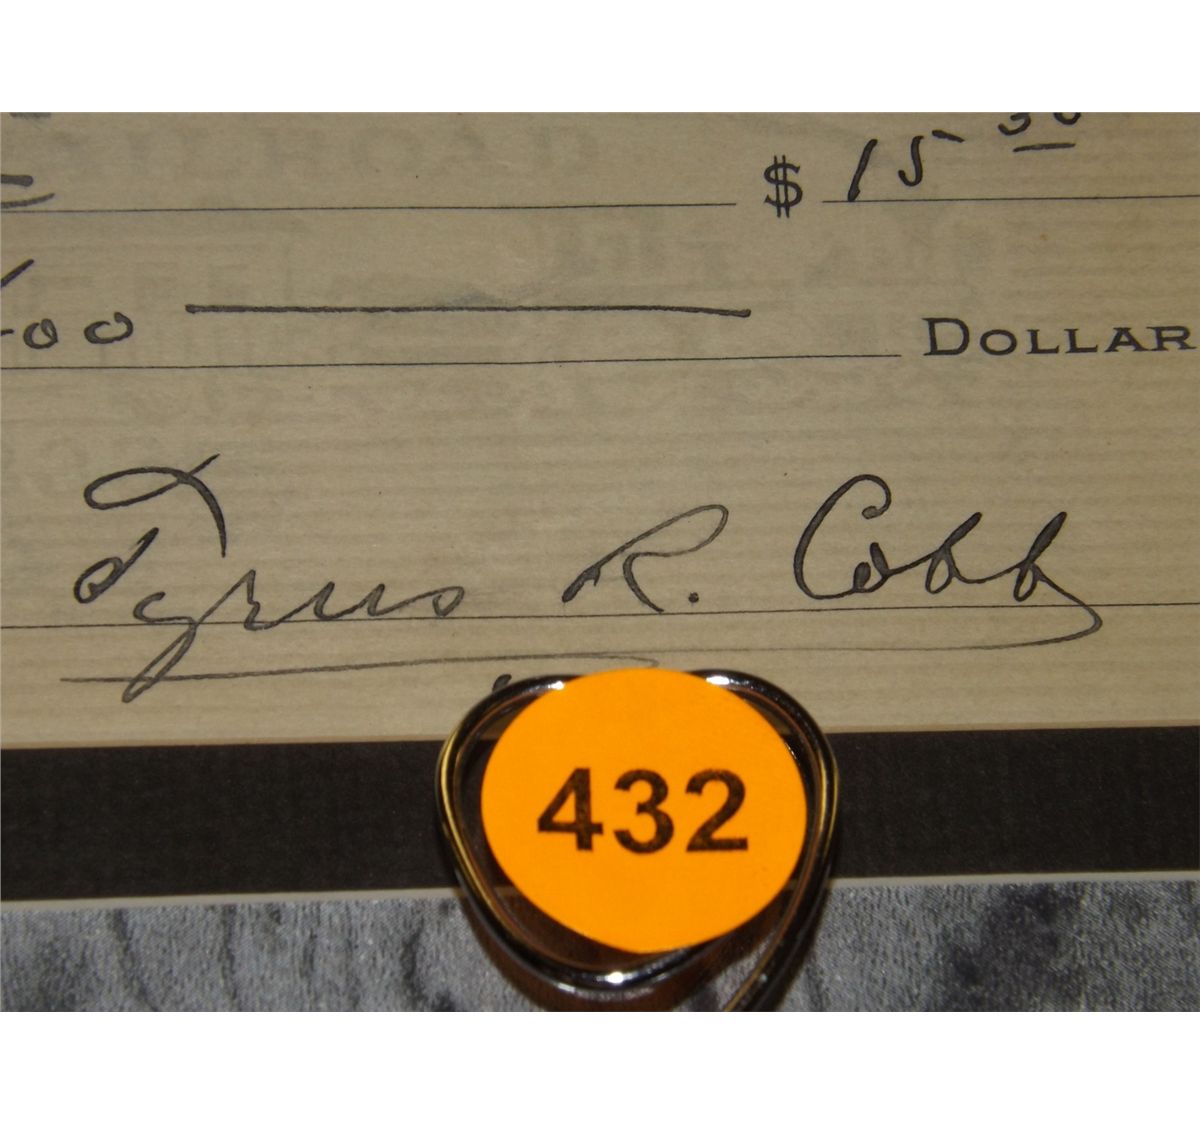 $ 15 30
/100 DOLLAR
Tyrus R. Cobb
432